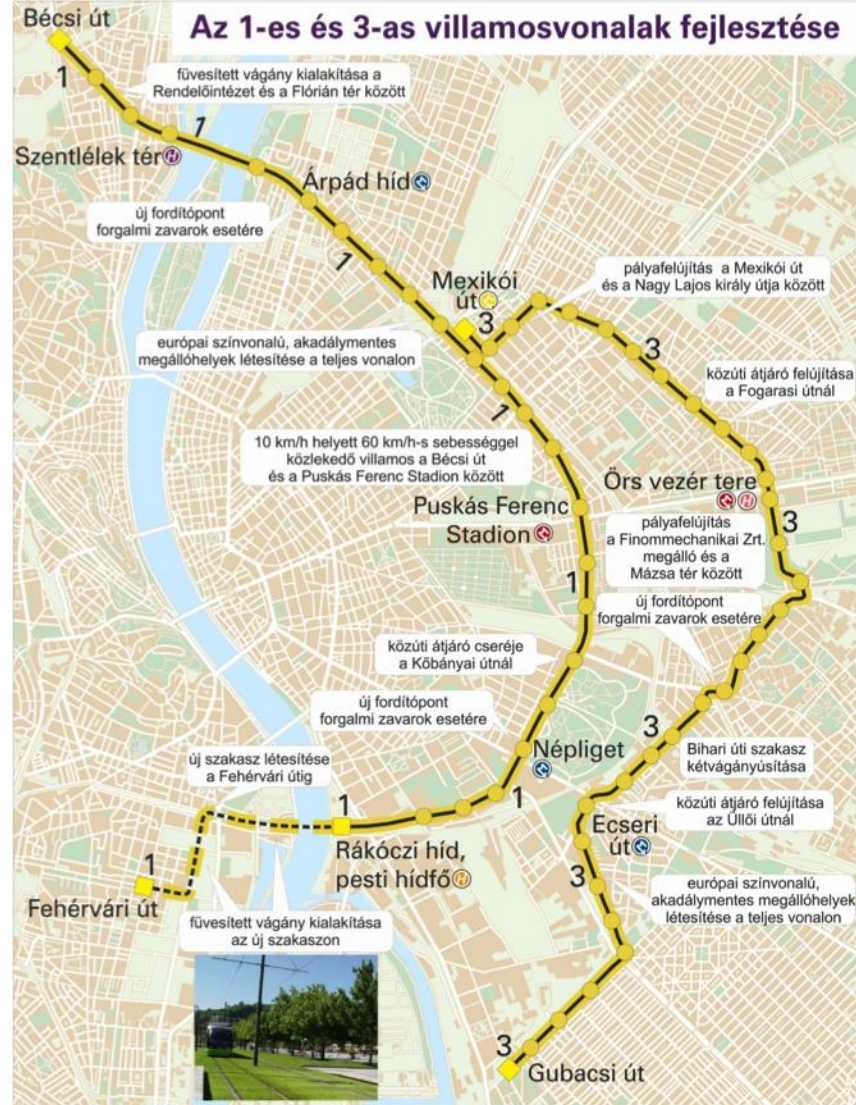 Az 1-es és 3-as villamosvonalak fejlesztése
Bécsi út
1
füvesített vágány kialakítása a
Rendelőintézet és a Flórián tér között
1
Szentlélek tér
H
Árpád híd
új fordítópont
forgalmi zavarok esetére
1
Mexikói
út
3
pályafelújítás a Mexikói út
és a Nagy Lajos király útja között
európai színvonalú, akadálymentes
megállóhelyek létesítése a teljes vonalon
3
közúti átjáró felújítása
a Fogarasi útnál
1
10 km/h helyett 60 km/h-s sebességgel
közlekedő villamos a Bécsi út
és a Puskás Ferenc Stadion között
Örs vezér tere
H
Puskás Ferenc
Stadion
pályafelújítás
a Finommechanikai Zrt.
megálló és a
Mázsa tér között
3
1
új fordítópont
forgalmi zavarok esetére
közúti átjáró cseréje
a Kőbányai útnál
új fordítópont
forgalmi zavarok esetére
Népliget
3
Bihari úti szakasz
kétvágányúsítása
új szakasz létesítése
a Fehérvári útig
1
1
közúti átjáró felújítása
az Üllői útnál
Ecseri
út
Rákóczi híd,
pesti hídfő
H
1
Fehérvári út
3
európai színvonalú,
akadálymentes megállóhelyek
létesítése a teljes vonalon
füvesített vágány kialakítása
az új szakaszon
3
Gubacsi út